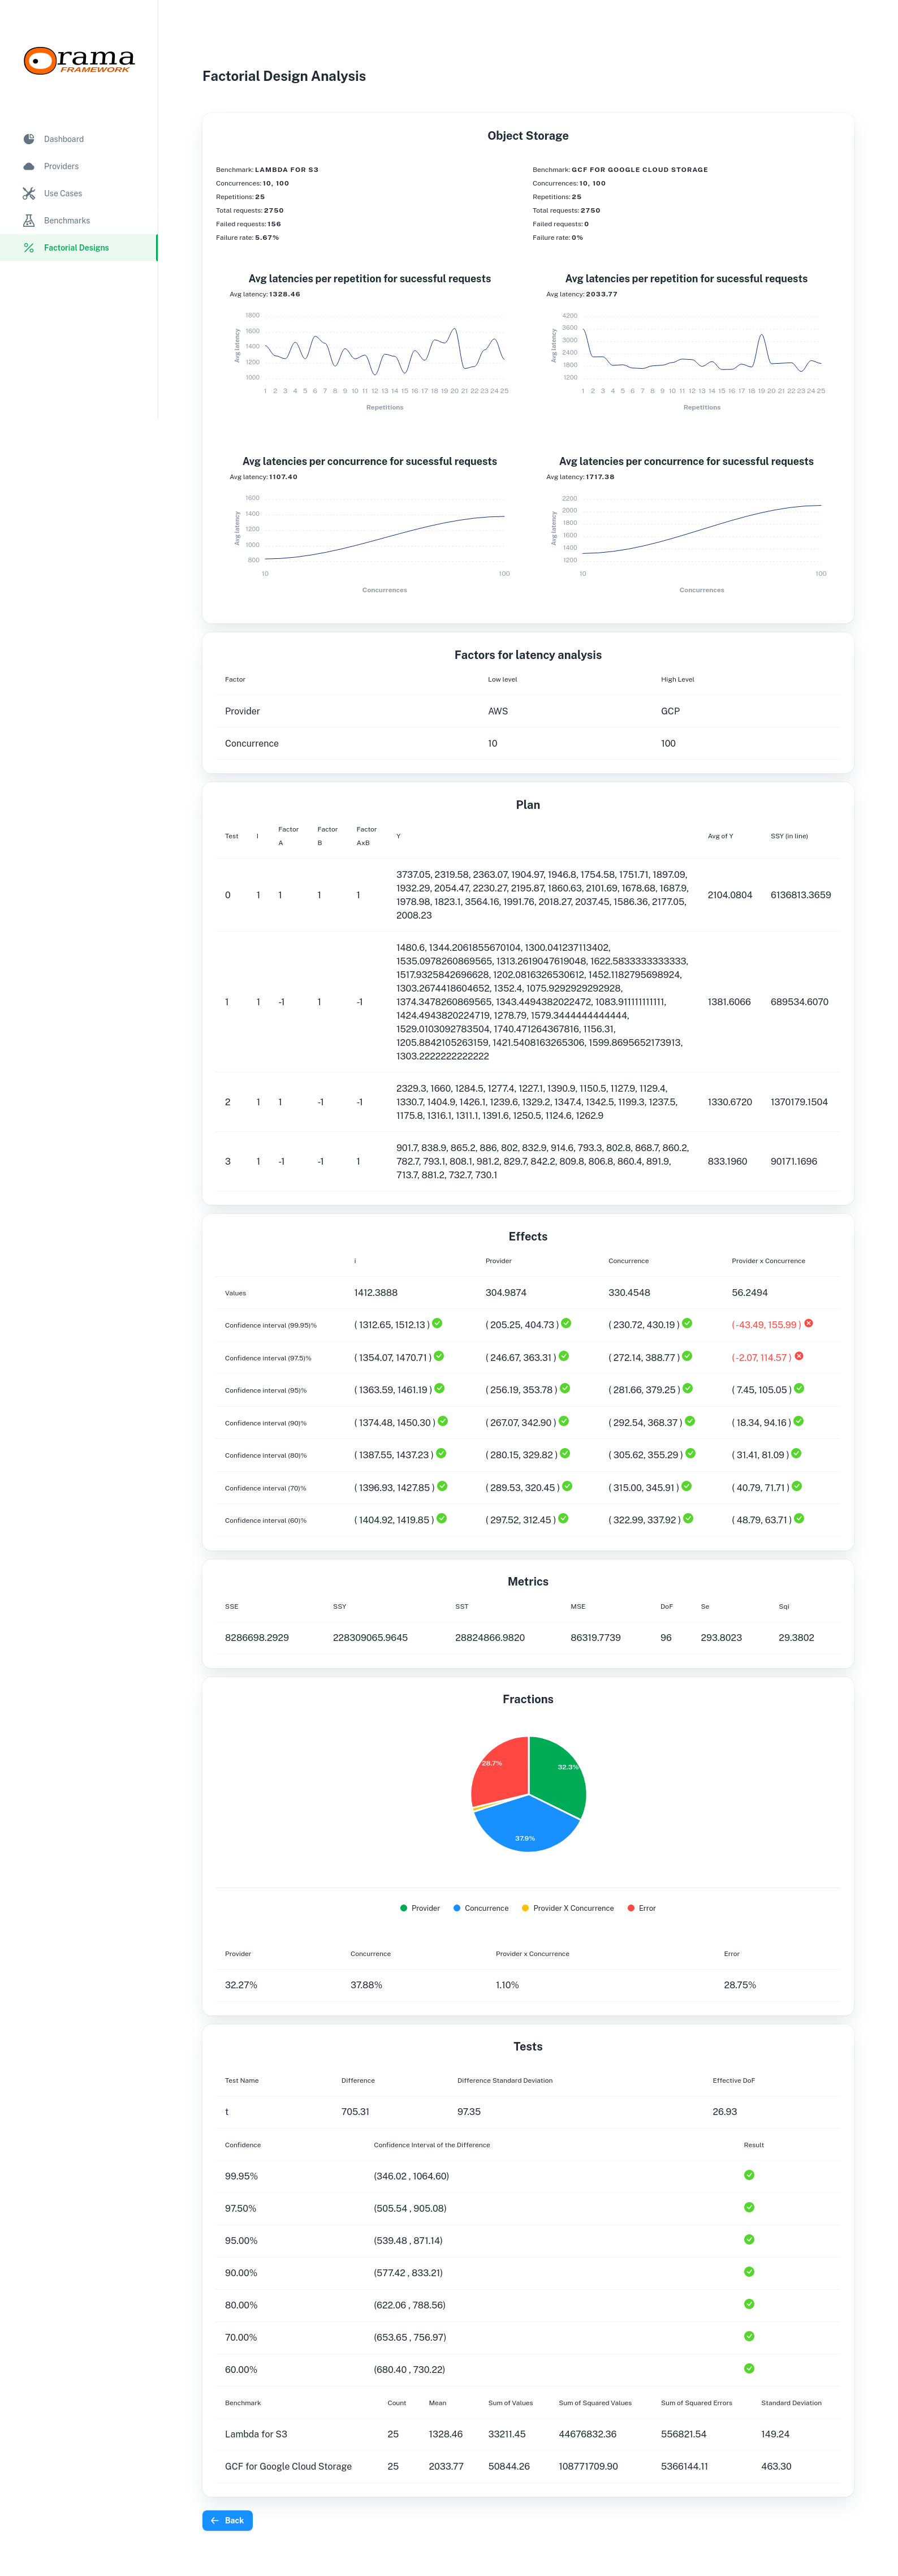 Orama
FRAMEWORK
Dashboard
Providers
Use Cases
Benchmarks
Factorial Designs
Factorial Design Analysis
Object Storage
Benchmark: LAMBDA FOR S3
Concurrences: 10, 100
Repetitions: 25
Total requests: 2750
Failed requests: 156
Failure rate: 5.67%
Benchmark: GCF FOR GOOGLE CLOUD STORAGE
Concurrences: 10, 100
Repetitions: 25
Total requests: 2750
Failed requests: 0
Failure rate: 0%
Avg latencies per repetition for sucessful requests
Avg latency: 1328.46
1800
1600
1400
1200
1000
Avg latency
1 2 3 4 5 6 7 8 9 10 11 12 13 14 15 16 17 18 19 20 21 22 23 24 25
Repetitions
Avg latencies per repetition for sucessful requests
Avg latency: 2033.77
4200
3600
3000
2400
1800
1200
Avg latency
1 2 3 4 5 6 7 8 9 10 11 12 13 14 15 16 17 18 19 20 21 22 23 24 25
Repetitions
Avg latencies per concurrence for sucessful requests
Avg latency: 1107.40
1600
1400
1200
1000
800
Avg latency
10 100
Concurrences
Avg latencies per concurrence for sucessful requests
Avg latency: 1717.38
2200
2000
1800
1600
1400
1200
Avg latency
10 100
Concurrences
Factors for latency analysis
Factor Low level High Level
Provider AWS GCP
Concurrence 10 100
Plan
Test I Factor A Factor B Factor AxB Y Avg of Y SSY (in line)
0 1 1 1 1 2104.0804 6136813.3659
3737.05, 2319.58, 2363.07, 1904.97, 1946.8, 1754.58, 1751.71, 1897.09,
1932.29, 2054.47, 2230.27, 2195.87, 1860.63, 2101.69, 1678.68, 1687.9,
1978.98, 1823.1, 3564.16, 1991.76, 2018.27, 2037.45, 1586.36, 2177.05,
2008.23
1 1 -1 1 -1 1381.6066 689534.6070
1480.6, 1344.2061855670104, 1300.041237113402,
1535.0978260869565, 1313.2619047619048, 1622.5833333333333,
1517.9325842696628, 1202.0816326530612, 1452.1182795698924,
1303.2674418604652, 1352.4, 1075.9292929292928,
1374.3478260869565, 1343.4494382022472, 1083.911111111111,
1424.4943820224719, 1278.79, 1579.3444444444444,
1529.0103092783504, 1740.471264367816, 1156.31,
1205.8842105263159, 1421.5408163265306, 1599.8695652173913,
1303.2222222222222
2 1 1 -1 -1 1330.6720 1370179.1504
2329.3, 1660, 1284.5, 1277.4, 1227.1, 1390.9, 1150.5, 1127.9, 1129.4,
1330.7, 1404.9, 1426.1, 1239.6, 1329.2, 1347.4, 1342.5, 1199.3, 1237.5,
1175.8, 1316.1, 1311.1, 1391.6, 1250.5, 1124.6, 1262.9
3 1 -1 -1 1 833.1960 90171.1696
901.7, 838.9, 865.2, 886, 802, 832.9, 914.6, 793.3, 802.8, 868.7, 860.2,
782.7, 793.1, 808.1, 981.2, 829.7, 842.2, 809.8, 806.8, 860.4, 891.9,
713.7, 881.2, 732.7, 730.1
Effects
i Provider Concurrence Provider x Concurrence
Values 1412.3888 304.9874 330.4548 56.2494
Confidence interval (99.95)% ( 1312.65, 1512.13 ) ( 205.25, 404.73 ) ( 230.72, 430.19 ) ( -43.49, 155.99 )
Confidence interval (97.5)% ( 1354.07, 1470.71 ) ( 246.67, 363.31 ) ( 272.14, 388.77 ) ( -2.07, 114.57 )
Confidence interval (95)% ( 1363.59, 1461.19 ) ( 256.19, 353.78 ) ( 281.66, 379.25 ) ( 7.45, 105.05 )
Confidence interval (90)% ( 1374.48, 1450.30 ) ( 267.07, 342.90 ) ( 292.54, 368.37 ) ( 18.34, 94.16 )
Confidence interval (80)% ( 1387.55, 1437.23 ) ( 280.15, 329.82 ) ( 305.62, 355.29 ) ( 31.41, 81.09 )
Confidence interval (70)% ( 1396.93, 1427.85 ) ( 289.53, 320.45 ) ( 315.00, 345.91 ) ( 40.79, 71.71 )
Confidence interval (60)% ( 1404.92, 1419.85 ) ( 297.52, 312.45 ) ( 322.99, 337.92 ) ( 48.79, 63.71 )
Metrics
SSE SSY SST MSE DoF Se Sqi
8286698.2929 228309065.9645 28824866.9820 86319.7739 96 293.8023 29.3802
Fractions
28.7%
32.3%
37.9%
Provider Concurrence Provider X Concurrence Error
Provider Concurrence Provider x Concurrence Error
32.27% 37.88% 1.10% 28.75%
Tests
Test Name Difference Difference Standard Deviation Effective DoF
t 705.31 97.35 26.93
Confidence Confidence Interval of the Difference Result
99.95% (346.02 , 1064.60)
97.50% (505.54 , 905.08)
95.00% (539.48 , 871.14)
90.00% (577.42 , 833.21)
80.00% (622.06 , 788.56)
70.00% (653.65 , 756.97)
60.00% (680.40 , 730.22)
Benchmark Count Mean Sum of Values Sum of Squared Values Sum of Squared Errors Standard Deviation
Lambda for S3 25 1328.46 33211.45 44676832.36 556821.54 149.24
GCF for Google Cloud Storage 25 2033.77 50844.26 108771709.90 5366144.11 463.30
Back